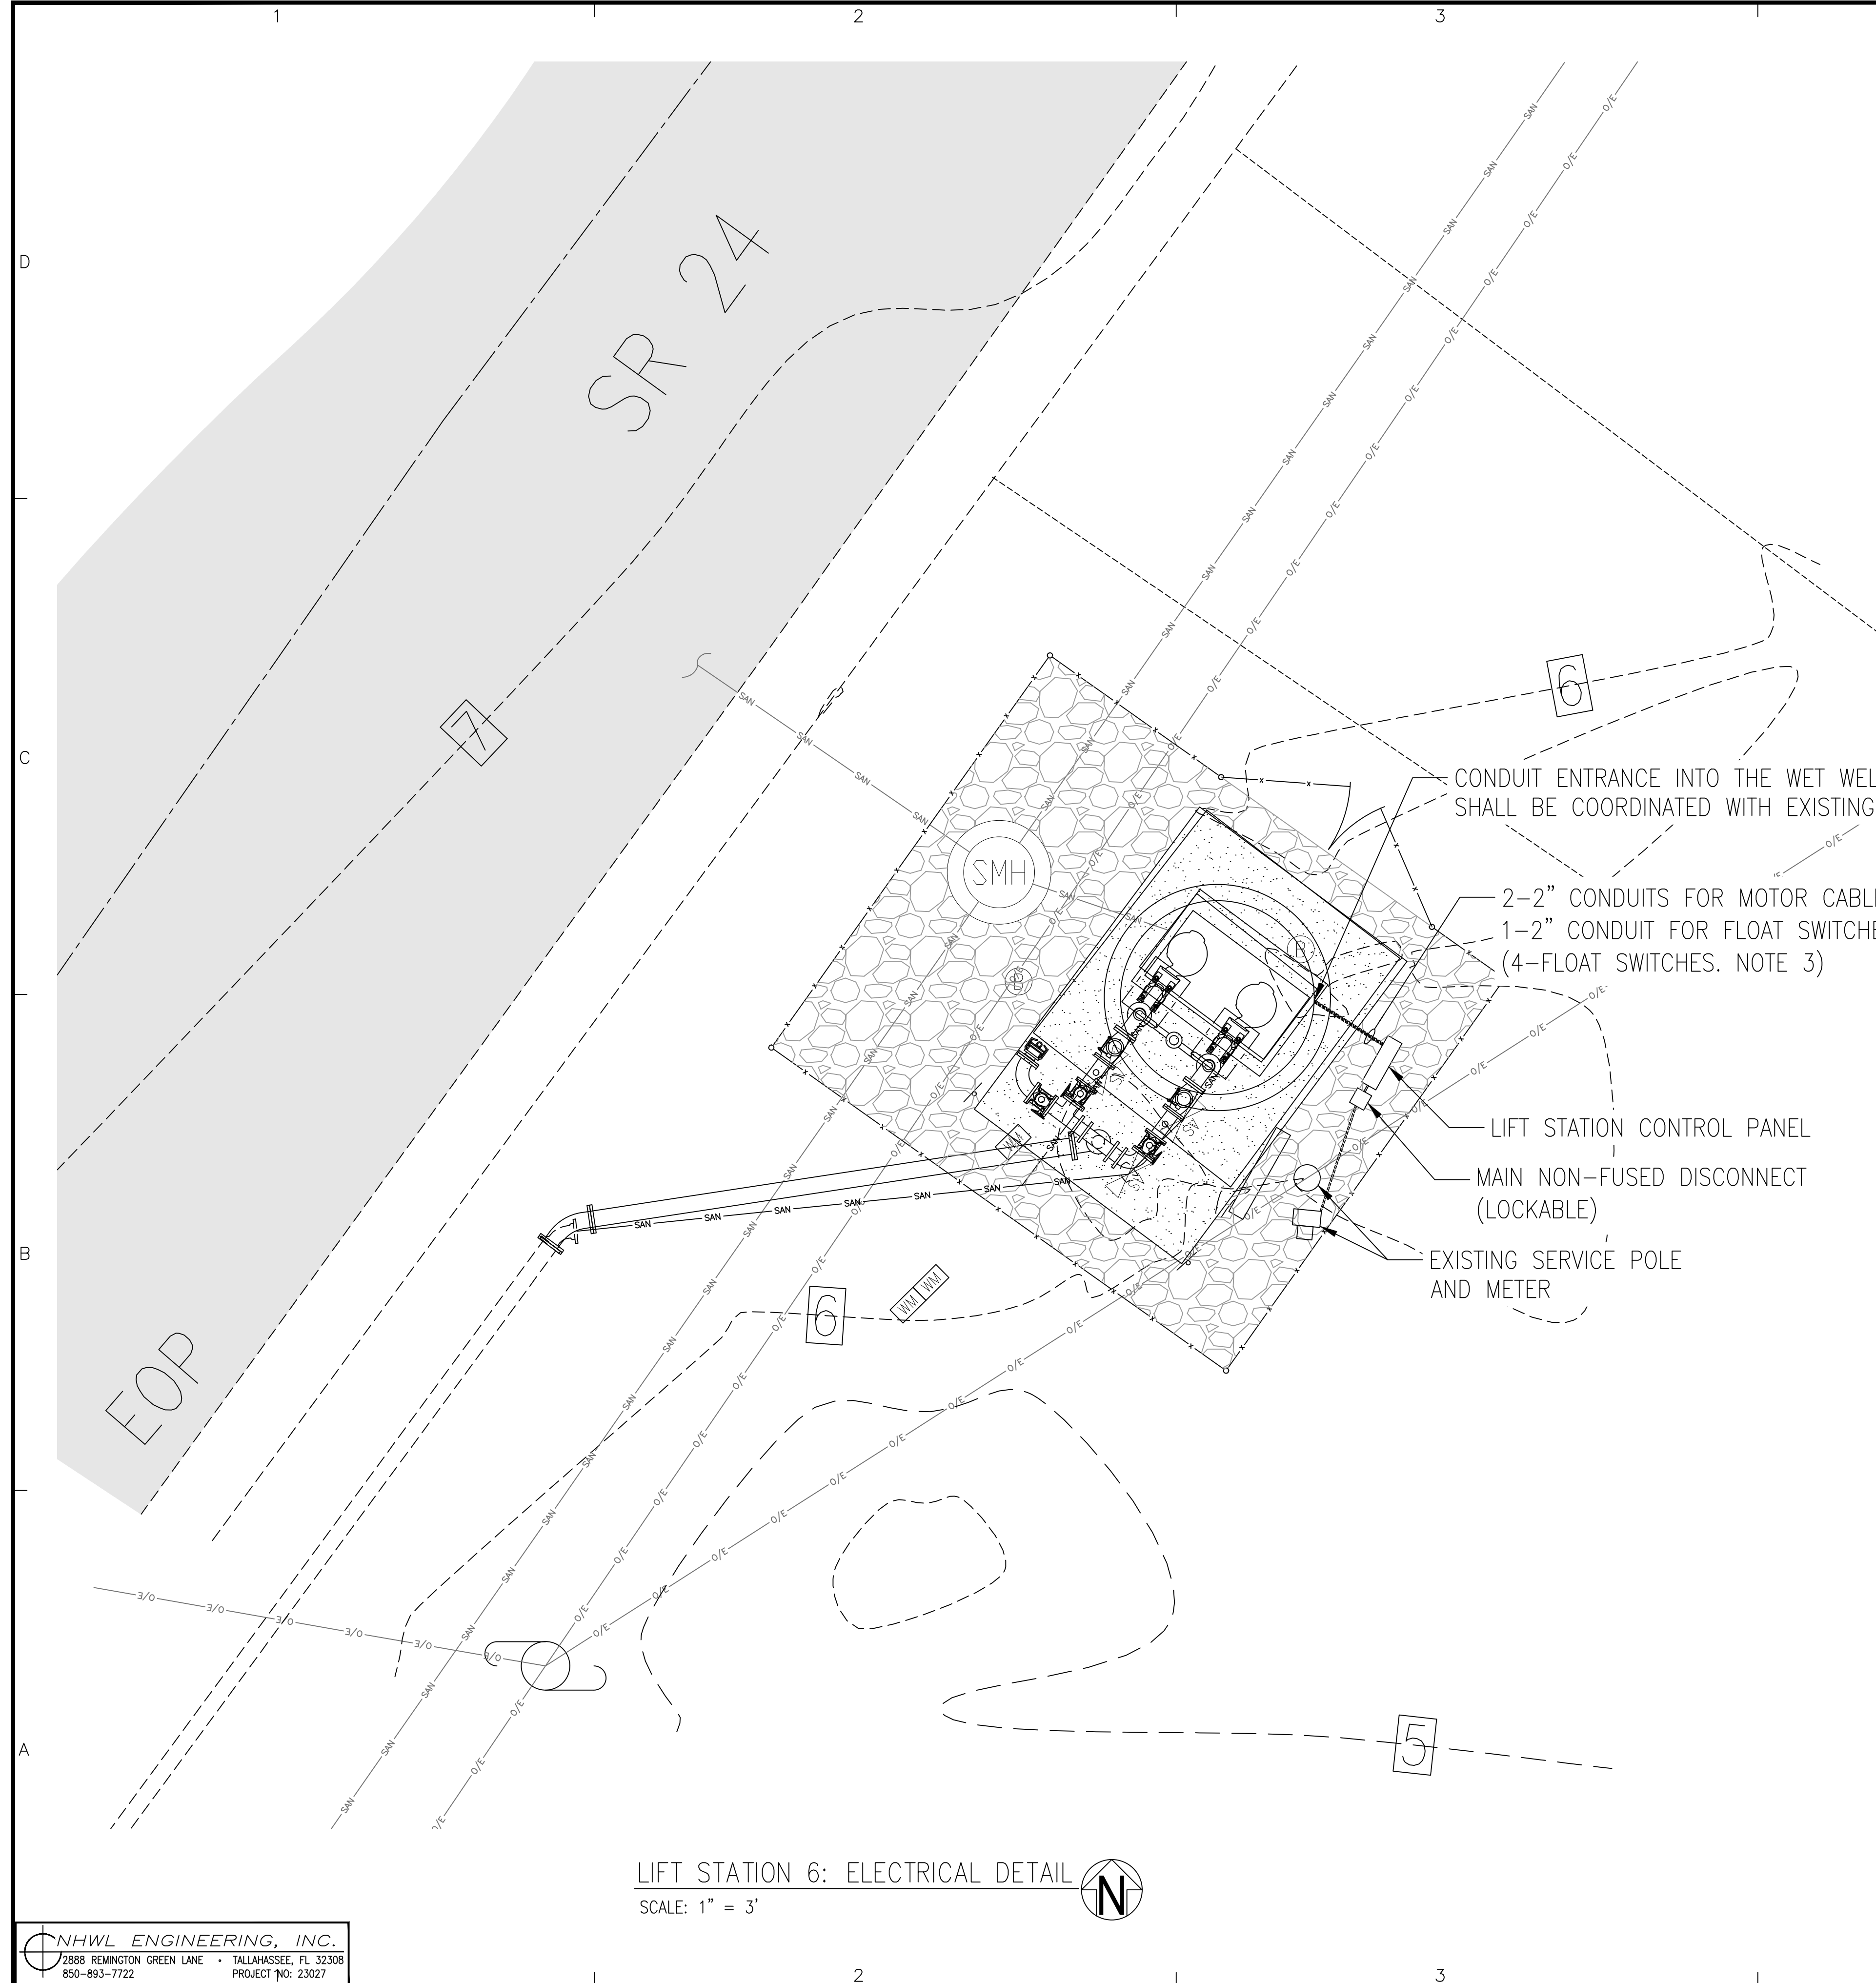 1
2
3
D
SR 24
7
6
C
CONDUIT ENTRANCE INTO THE WET WEL
SHALL BE COORDINATED WITH EXISTING
SMH
2-2" CONDUITS FOR MOTOR CABL
1-2" CONDUIT FOR FLOAT SWITCHE
(4-FLOAT SWITCHES. NOTE 3)
B
LIFT STATION CONTROL PANEL
MAIN NON-FUSED DISCONNECT
(LOCKABLE)
WM
B
EXISTING SERVICE POLE
AND METER
6
WM WM
EOP
SAN
O/E
3/O
A
5
LIFT STATION 6: ELECTRICAL DETAIL
N
SCALE: 1" = 3'
NHWL ENGINEERING, INC.
2888 REMINGTON GREEN LANE • TALLAHASSEE, FL 32308
850-893-7722 PROJECT NO: 23027
1
2
3